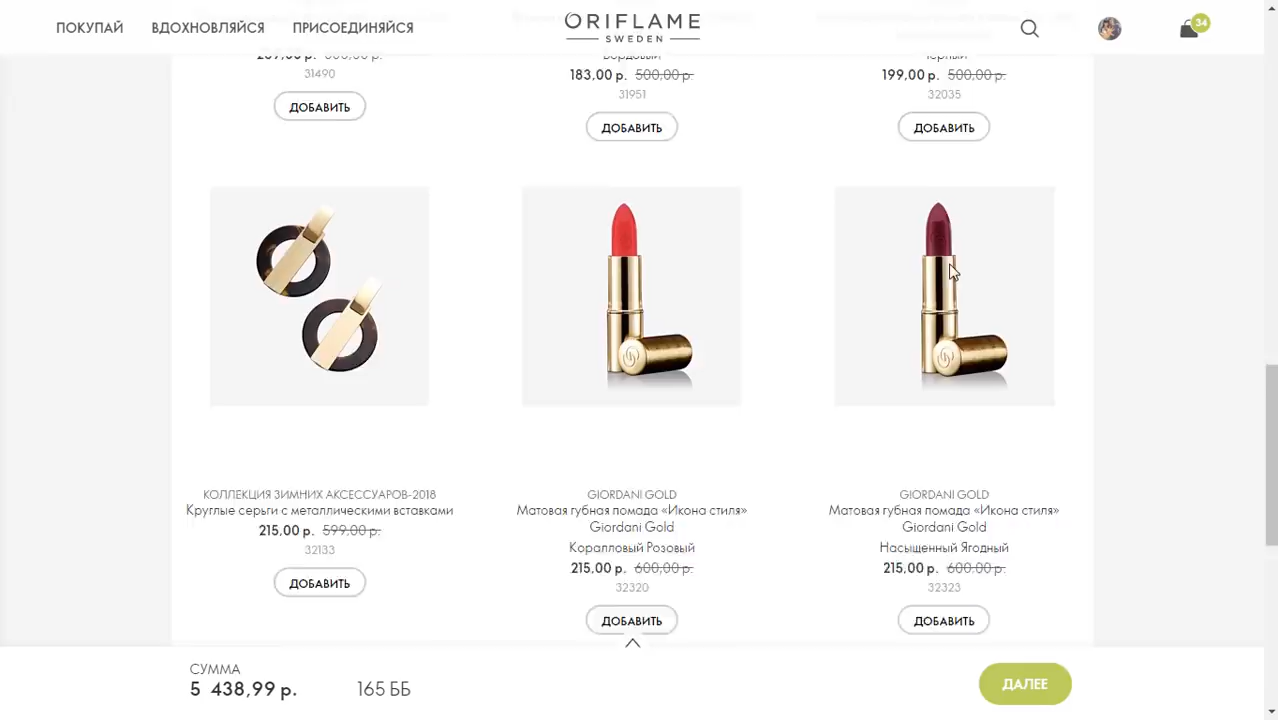 ПОКУПАЙ ВДОХНОВЛЯЙСЯ ПРИСОЕДИНЯЙСЯ
ORIFLAME
SWEDEN
34
31490
ДОБАВИТЬ
Бордовый
183,00 р. 500,00 р.
31951
ДОБАВИТЬ
199,00 р. 500,00 р.
32035
ДОБАВИТЬ
КОЛЛЕКЦИЯ ЗИМНИХ АКСЕССУАРОВ-2018
Круглые серьги с металлическими вставками
215,00 р. 599,00 р.
32133
ДОБАВИТЬ
GIORDANI GOLD
Матовая губная помада «Икона стиля»
Giordani Gold
Коралловый Розовый
215,00 р. 600,00 р.
32320
ДОБАВИТЬ
GIORDANI GOLD
Матовая губная помада «Икона стиля»
Giordani Gold
Насыщенный Ягодный
215,00 р. 600,00 р.
32323
ДОБАВИТЬ
СУММА
5 438,99 р. 165 ББ
ДАЛЕЕ